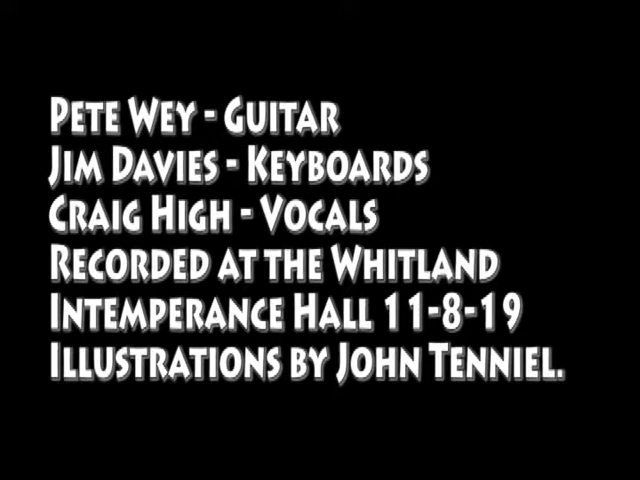 Pete Wey - Guitar
Jim Davies - Keyboards
Craig High - Vocals
Recorded at the Whitland
Intemperance Hall 11-8-19
Illustrations by John Tenniel.